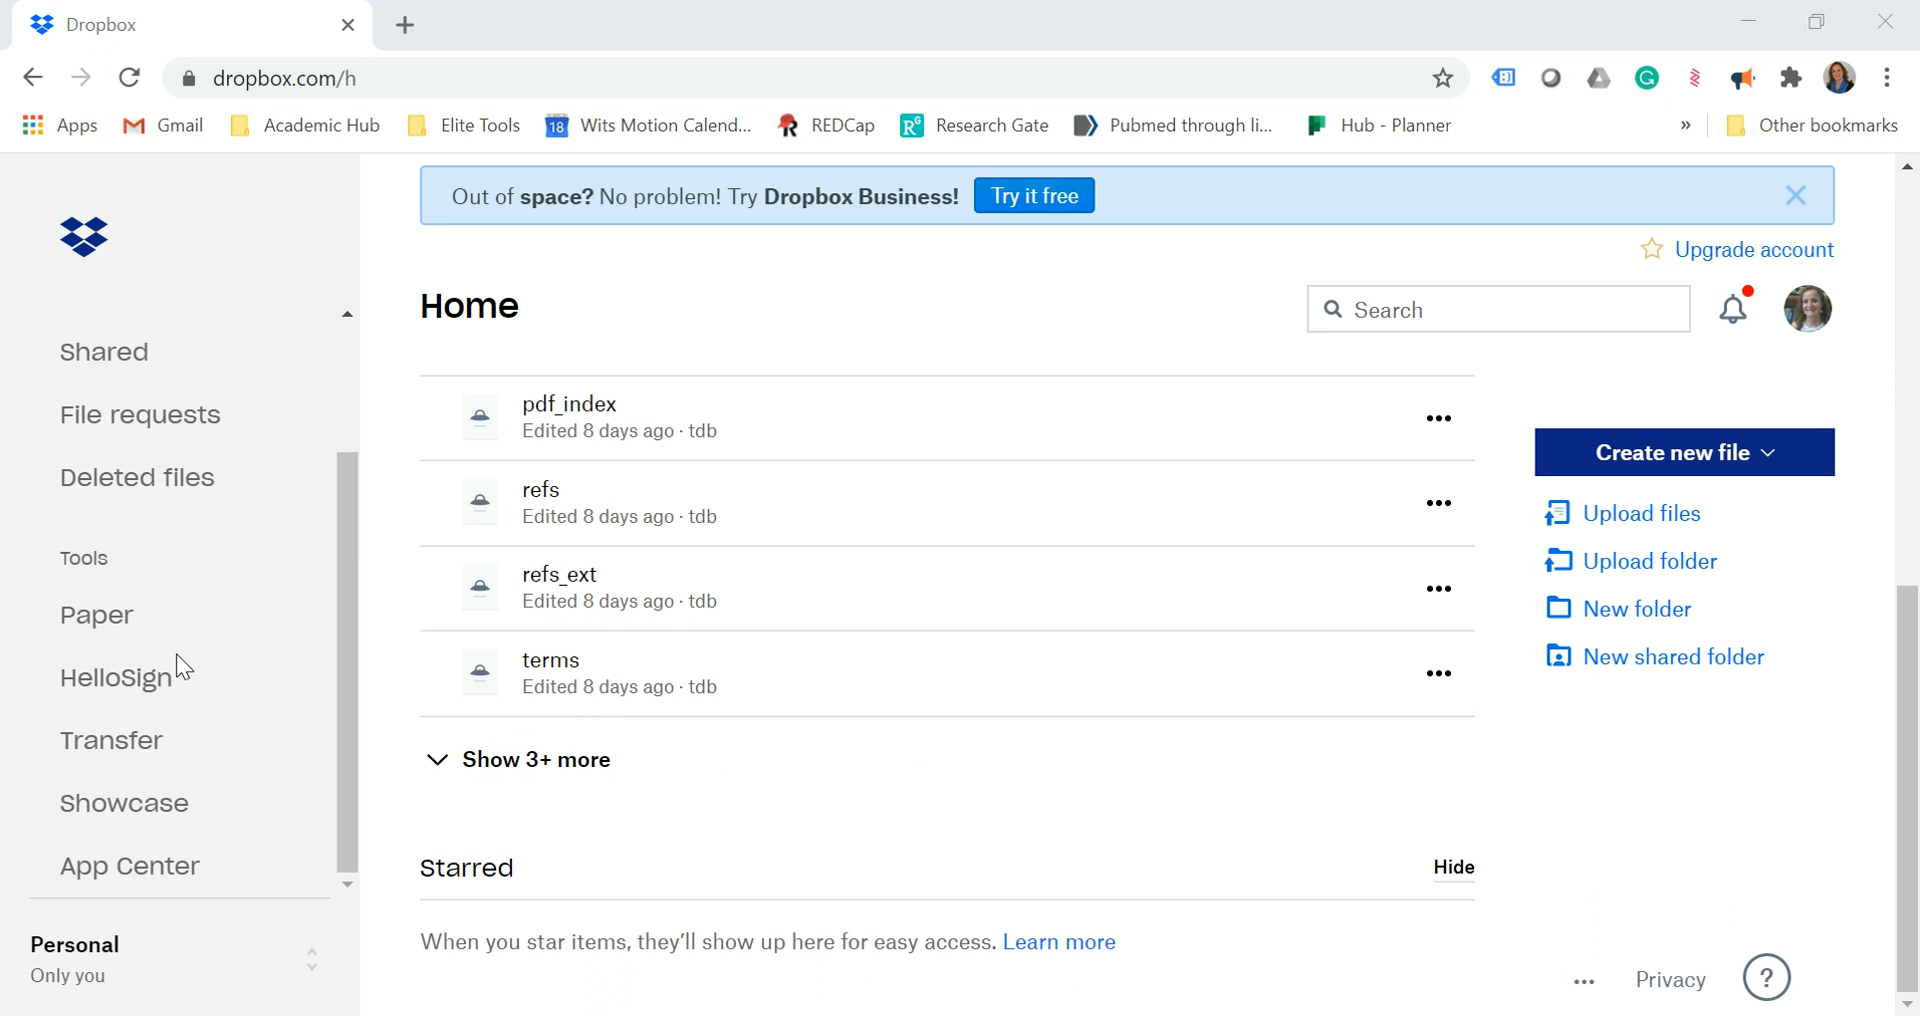 Dropbox
dropbox.com/h
Apps Gmail Academic Hub Elite Tools 18 Wits Motion Calend... REDCap RG Research Gate Pubmed through li... Hub - Planner » Other bookmarks
Out of space? No problem! Try Dropbox Business! Try it free
Upgrade account
Home
Search
Shared
File requests
Deleted files
Tools
Paper
HelloSign
Transfer
Showcase
App Center
Personal
Only you
pdf_index
Edited 8 days ago · tdb
refs
Edited 8 days ago · tdb
refs_ext
Edited 8 days ago · tdb
terms
Edited 8 days ago · tdb
Show 3+ more
Starred
Hide
When you star items, they'll show up here for easy access. Learn more
Create new file
Upload files
Upload folder
New folder
New shared folder
... Privacy ?